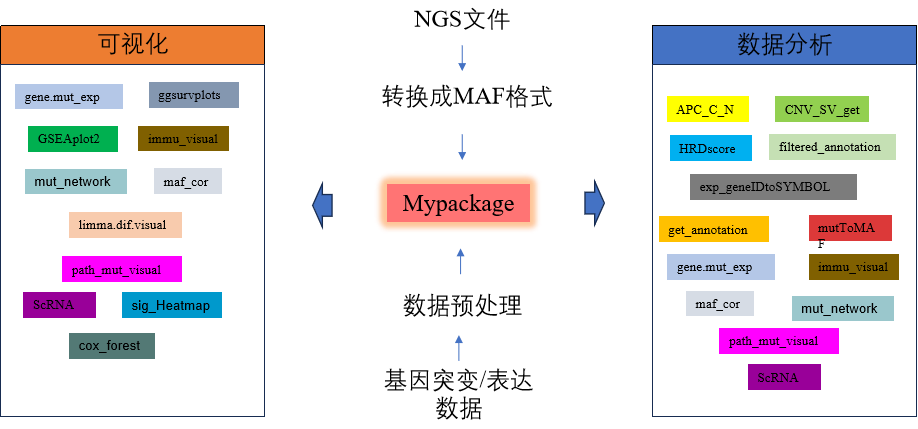 可视化
gene.mut_exp
ggsurvplots
GSEAplot2
immu_visual
mut_network
maf_cor
limma.dif.visual
path_mut_visual
ScRNA
sig_Heatmap
cox_forest
NGS文件
转换成MAF格式
Mypackage
数据预处理
基因突变/表达
数据
数据分析
APC_C_N
CNV_SV_get
HRDscore
filtered_annotation
exp_geneIDtoSYMBOL
get_annotation
mutToMA
F
gene.mut_exp
immu_visual
maf_cor
mut_network
path_mut_visual
ScRNA